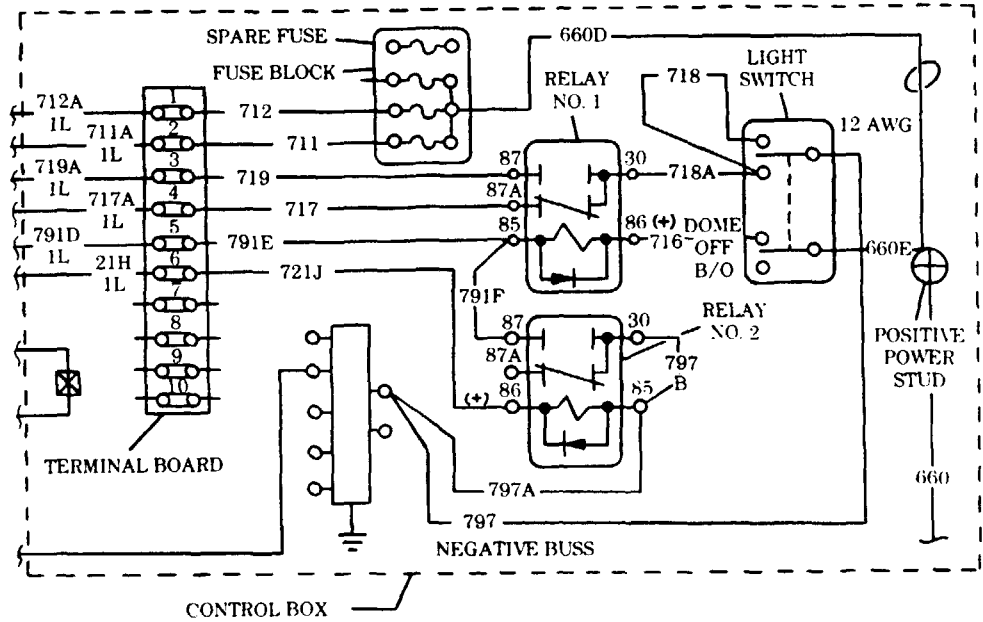 SPARE FUSE
660D
FUSE BLOCK
RELAY
NO. 1
718
LIGHT
SWITCH
712A
1L
1
712
12 AWG
711A
1L
2
711
719A
1L
3
719
87
30
718A
717A
1L
4
717
87A
791D
1L
5
791E
85
86
(+)
716
DOME
OFF
B/O
660E
21H
1L
6
721J
791F
7
87
30
RELAY
NO. 2
8
87A
797
B
POSITIVE
POWER
STUD
9
86
(+)
85
10
TERMINAL BOARD
797A
660
797
NEGATIVE BUSS
CONTROL BOX